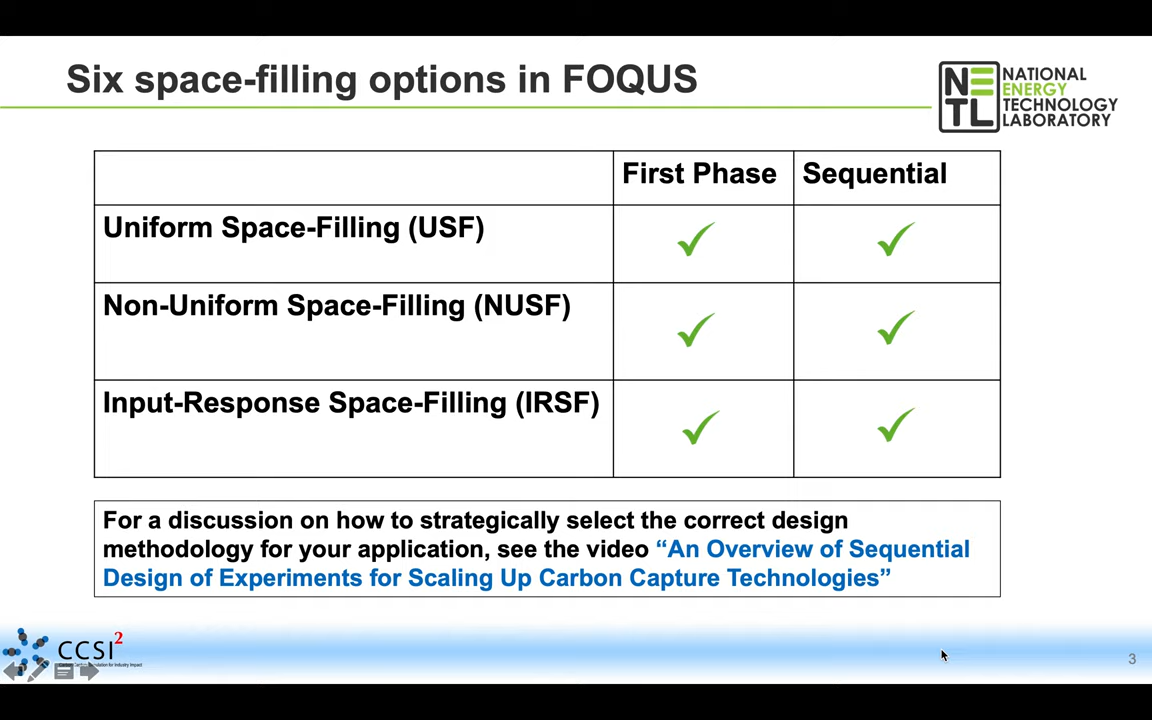 Six space-filling options in FOQUS
NETL
NATIONAL
ENERGY
TECHNOLOGY
LABORATORY
First Phase
Sequential
Uniform Space-Filling (USF)
✓ ✓
Non-Uniform Space-Filling (NUSF)
✓ ✓
Input-Response Space-Filling (IRSF)
✓ ✓
For a discussion on how to strategically select the correct design
methodology for your application, see the video “An Overview of Sequential
Design of Experiments for Scaling Up Carbon Capture Technologies”
CCSI2
for Industry Impact
3